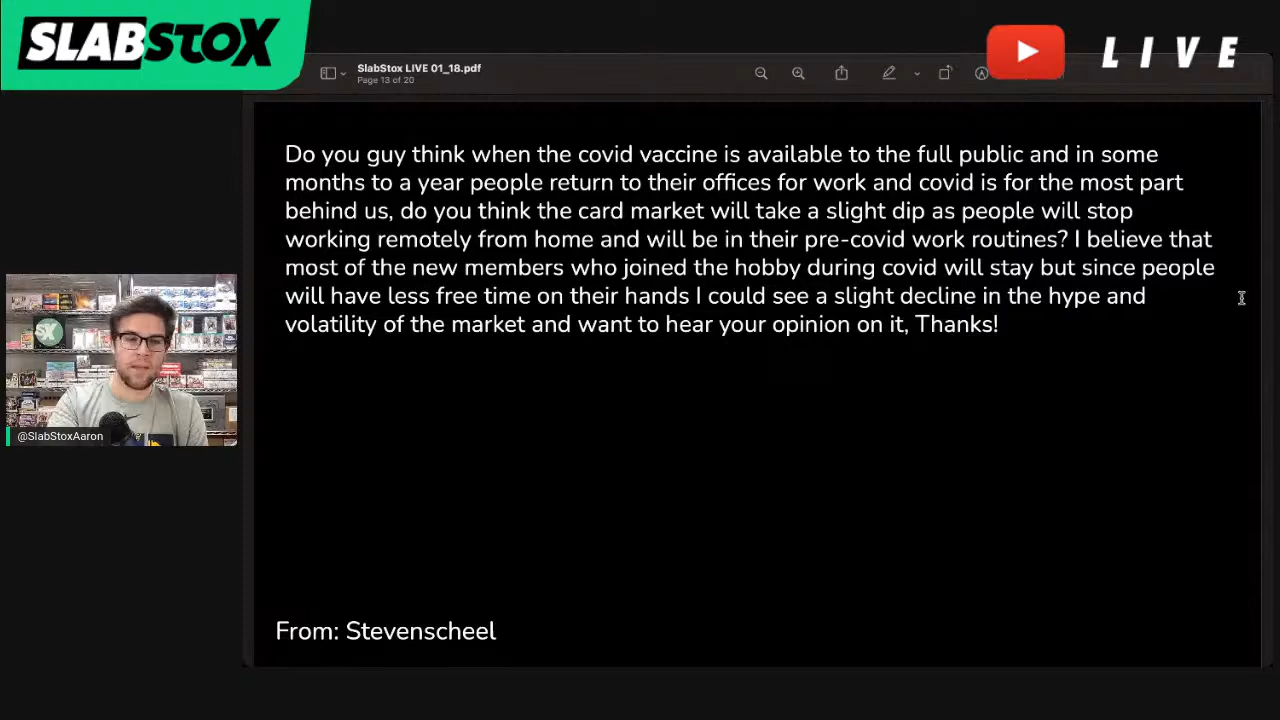 SLABSTOX
LIVE
SlabStox LIVE 01_18.pdf
Page 13 of 20
Do you guy think when the covid vaccine is available to the full public and in some
months to a year people return to their offices for work and covid is for the most part
behind us, do you think the card market will take a slight dip as people will stop
working remotely from home and will be in their pre-covid work routines? I believe that
most of the new members who joined the hobby during covid will stay but since people
will have less free time on their hands I could see a slight decline in the hype and
volatility of the market and want to hear your opinion on it, Thanks!
SX
@SlabStoxAaron
From: Stevenscheel